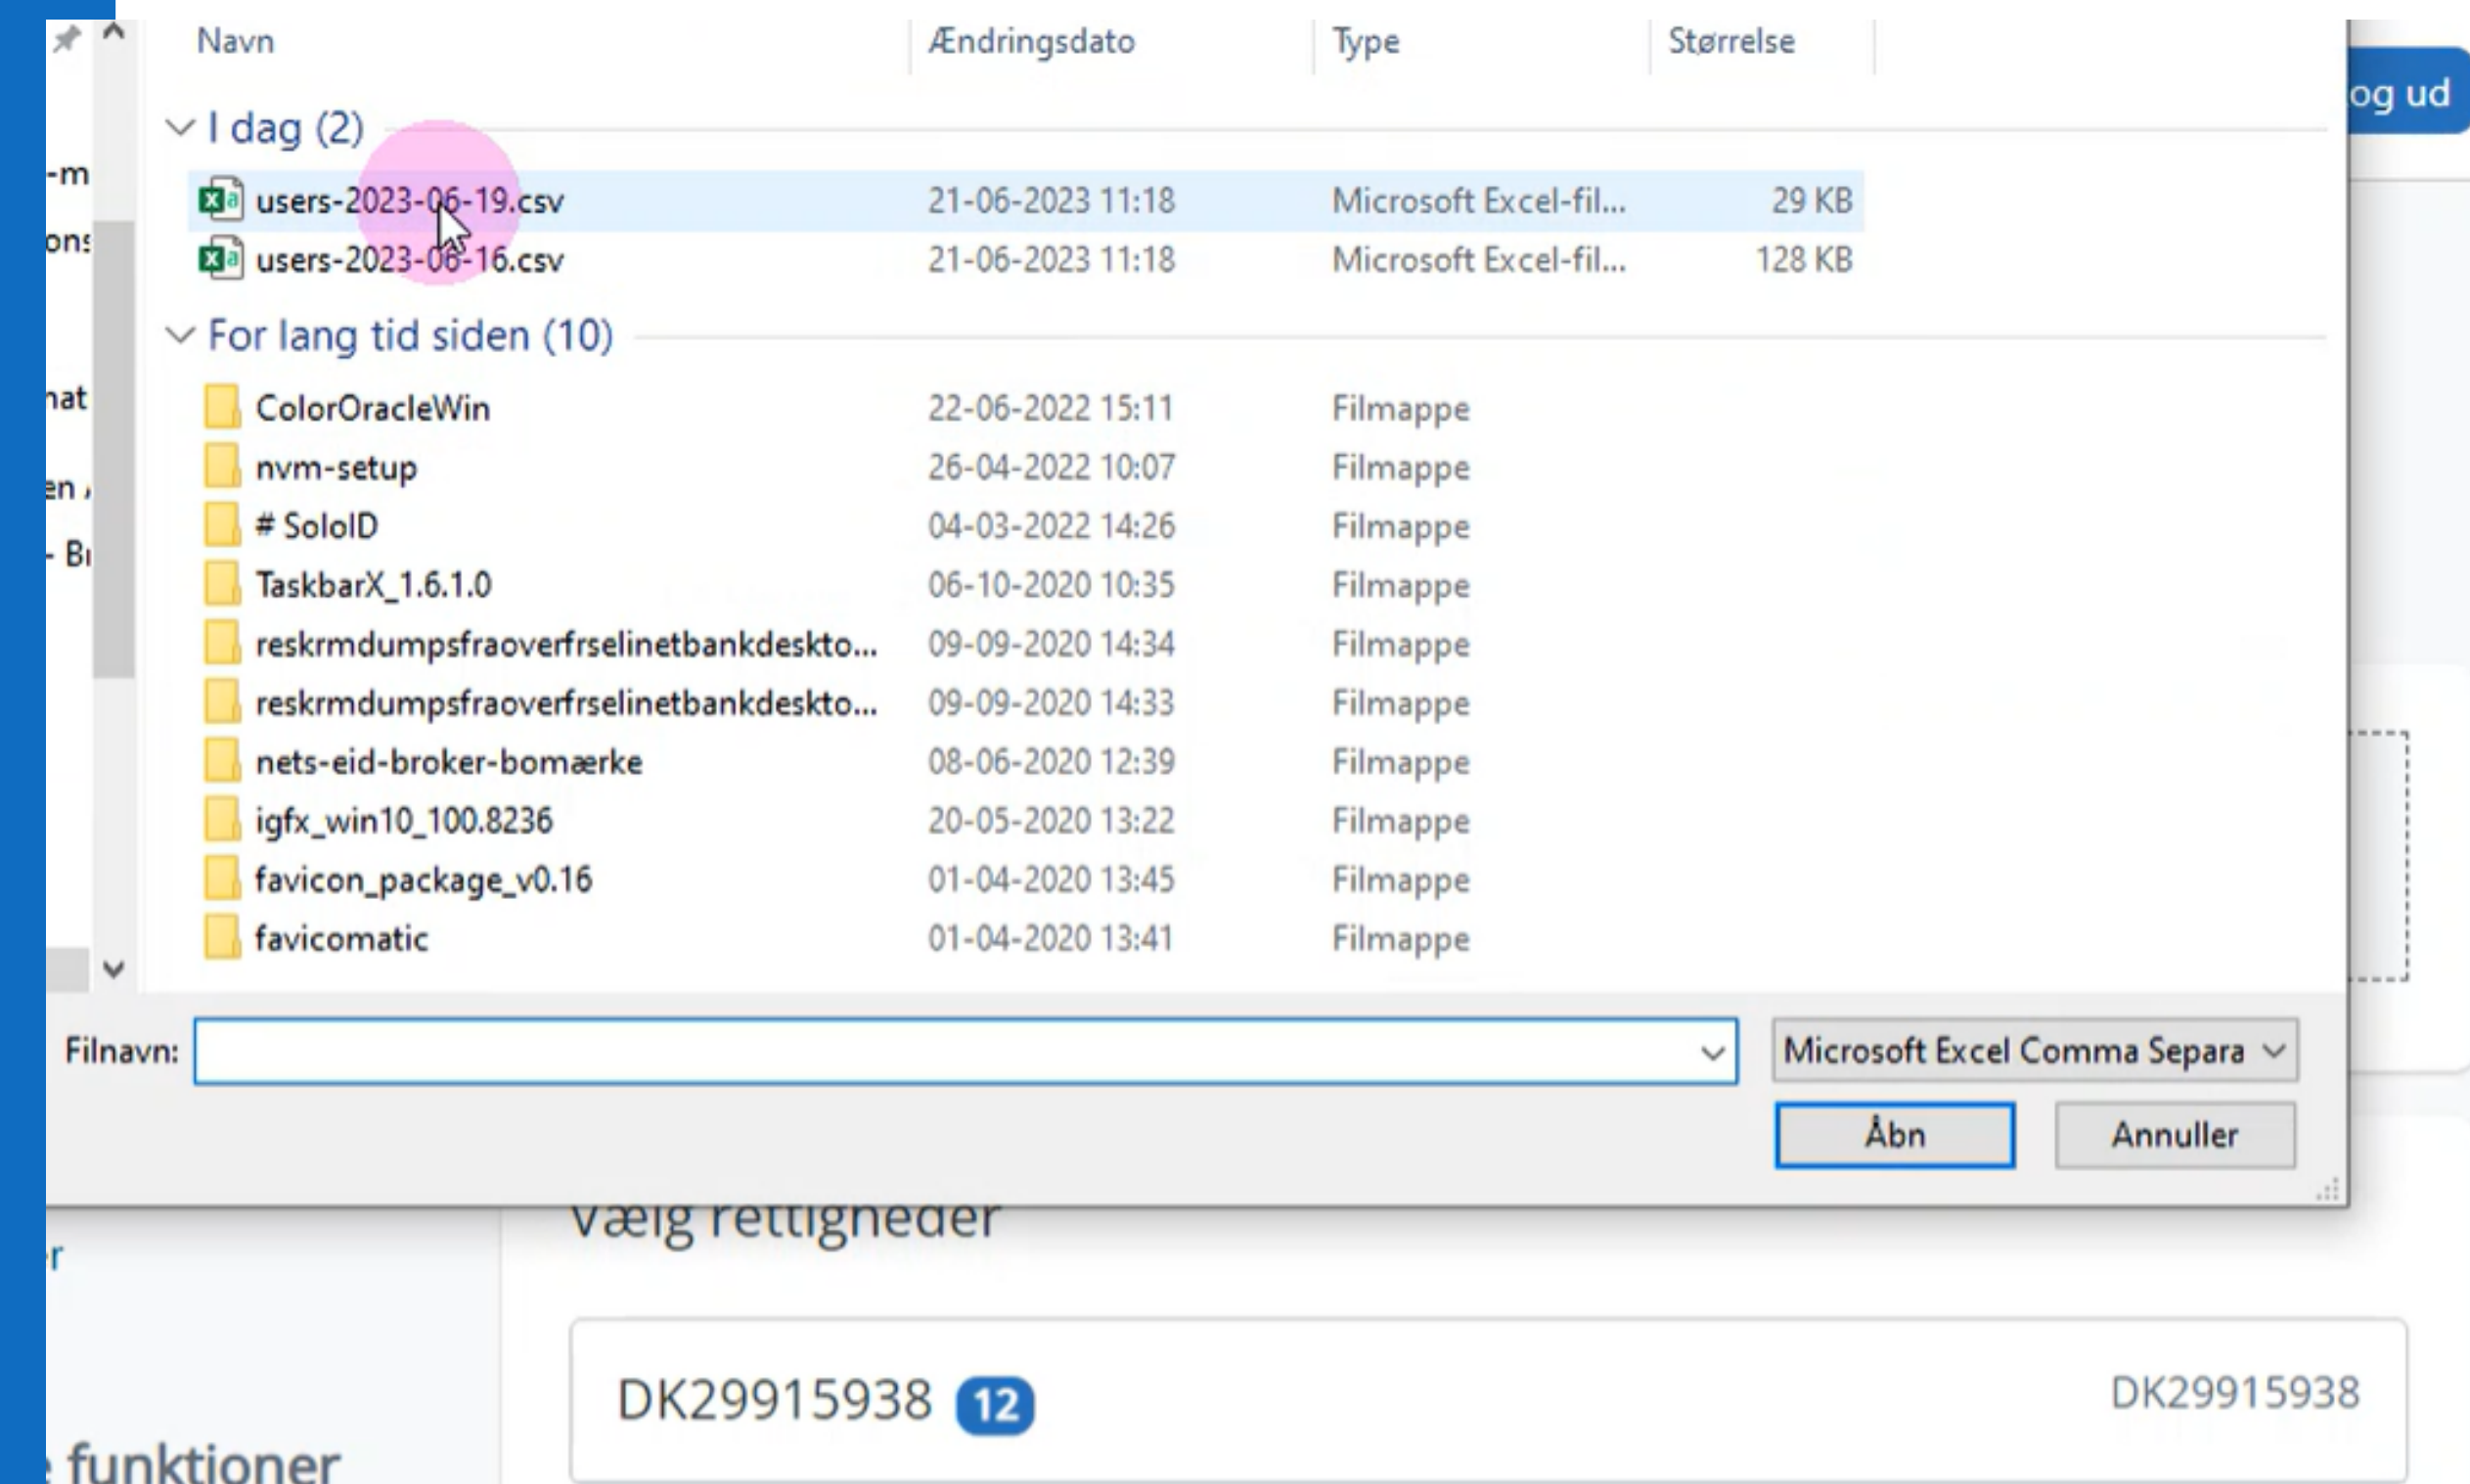 Navn Ændringsdato Type Størrelse
og ud
I dag (2)
-m
users-2023-06-19.csv 21-06-2023 11:18 Microsoft Excel-fil... 29 KB
ons
users-2023-06-16.csv 21-06-2023 11:18 Microsoft Excel-fil... 128 KB
For lang tid siden (10)
nat
ColorOracleWin 22-06-2022 15:11 Filmappe
nvm-setup 26-04-2022 10:07 Filmappe
en
# SoloID 04-03-2022 14:26 Filmappe
- Br
TaskbarX_1.6.1.0 06-10-2020 10:35 Filmappe
reskrmdumpsfraoverfrselinetbankdeskto... 09-09-2020 14:34 Filmappe
reskrmdumpsfraoverfrselinetbankdeskto... 09-09-2020 14:33 Filmappe
nets-eid-broker-bomærke 08-06-2020 12:39 Filmappe
igfx_win10_100.8236 20-05-2020 13:22 Filmappe
favicon_package_v0.16 01-04-2020 13:45 Filmappe
favicomatic 01-04-2020 13:41 Filmappe
Filnavn: Microsoft Excel Comma Separa
Åbn Annuller
Vælg rettigheder
r
DK29915938 12 DK29915938
funktioner